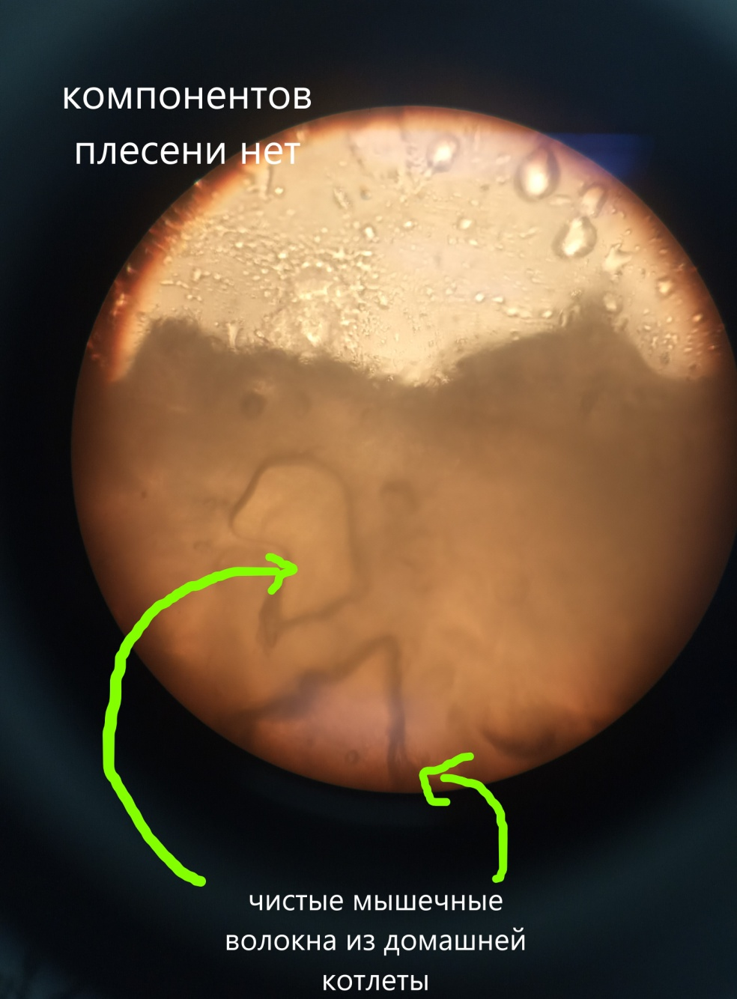 компонентов
плесени нет
чистые мышечные
волокна из домашней
котлеты